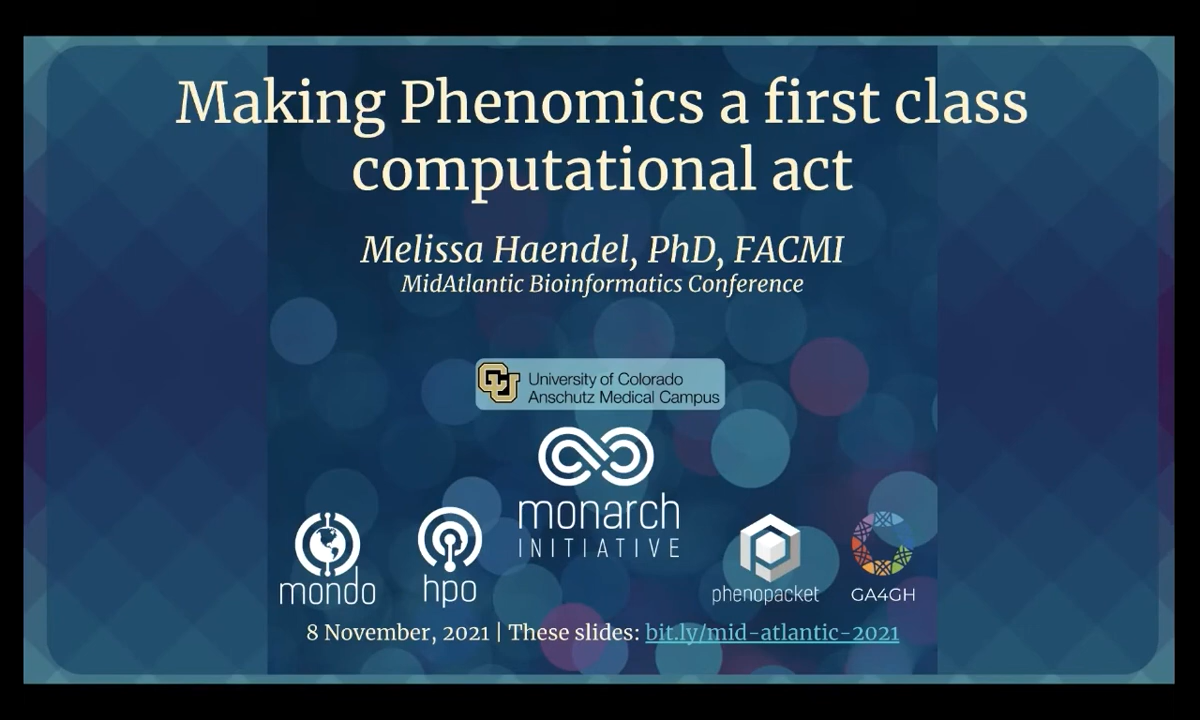 Making Phenomics a first class
computational act
Melissa Haendel, PhD, FACMI
MidAtlantic Bioinformatics Conference
CU
University of Colorado
Anschutz Medical Campus
monarch
INITIATIVE
mondo
hpo
phenopacket
GA4GH
8 November, 2021 | These slides: bit.ly/mid-atlantic-2021